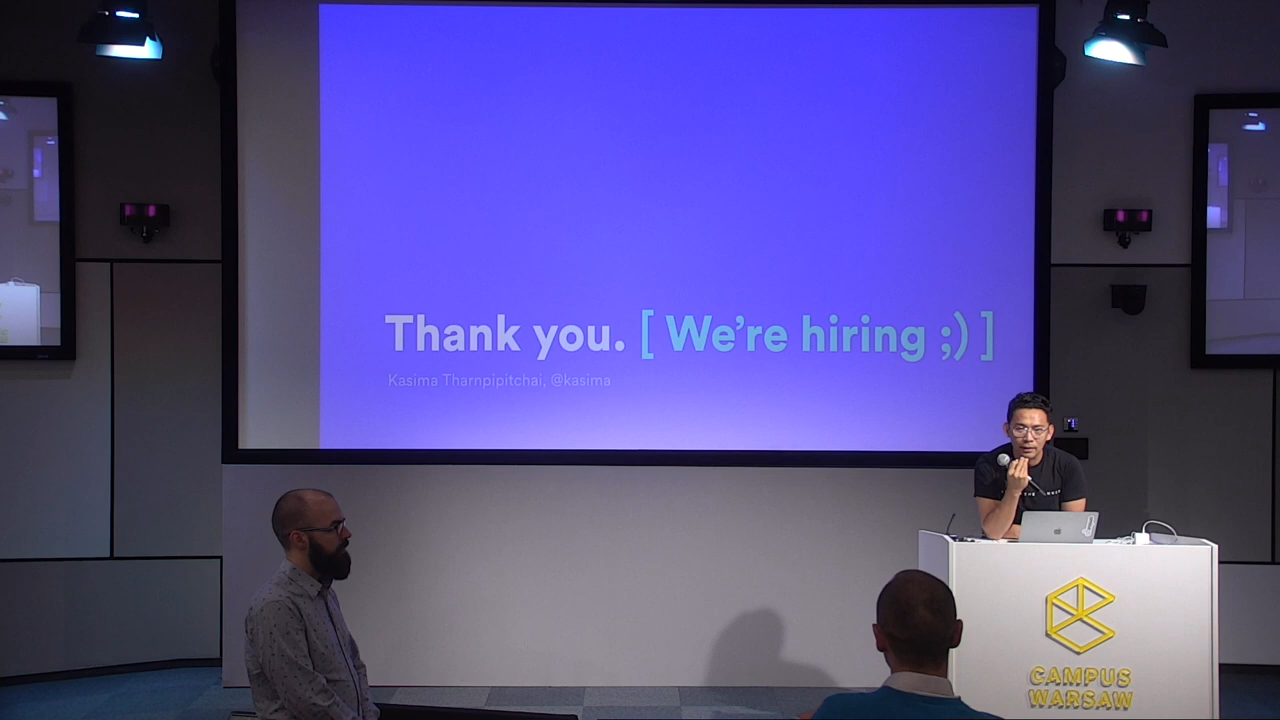 Thank you. [ We're hiring ;) ]
Kasima Tharnpipitchai, @kasima
CAMPUS
WARSAW